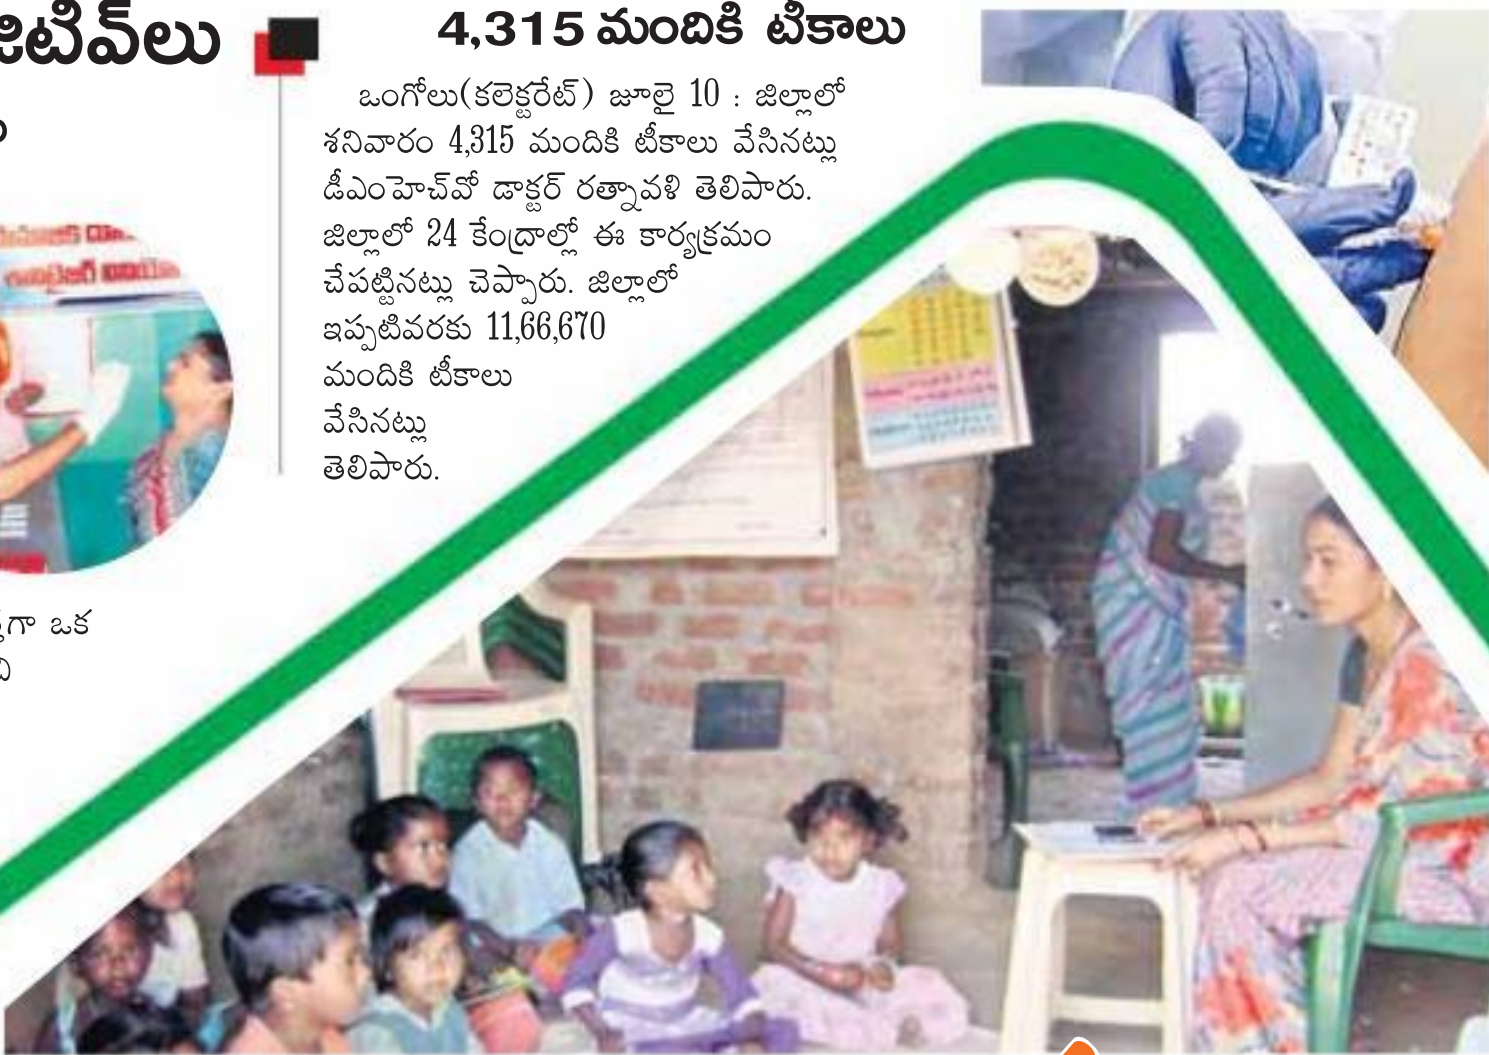 4,315 మందికి టీకాలు
ఒంగోలు(కలెక్టరేట్) జూలై 10 : జిల్లాలో
శనివారం 4,315 మందికి టీకాలు వేసినట్లు
డీఎంహెచ్‌వో డాక్టర్ రత్నావళి తెలిపారు.
జిల్లాలో 24 కేంద్రాల్లో ఈ కార్యక్రమం
చేపట్టినట్లు చెప్పారు. జిల్లాలో
ఇప్పటివరకు 11,66,670
మందికి టీకాలు
వేసినట్లు
తెలిపారు.
ఒక